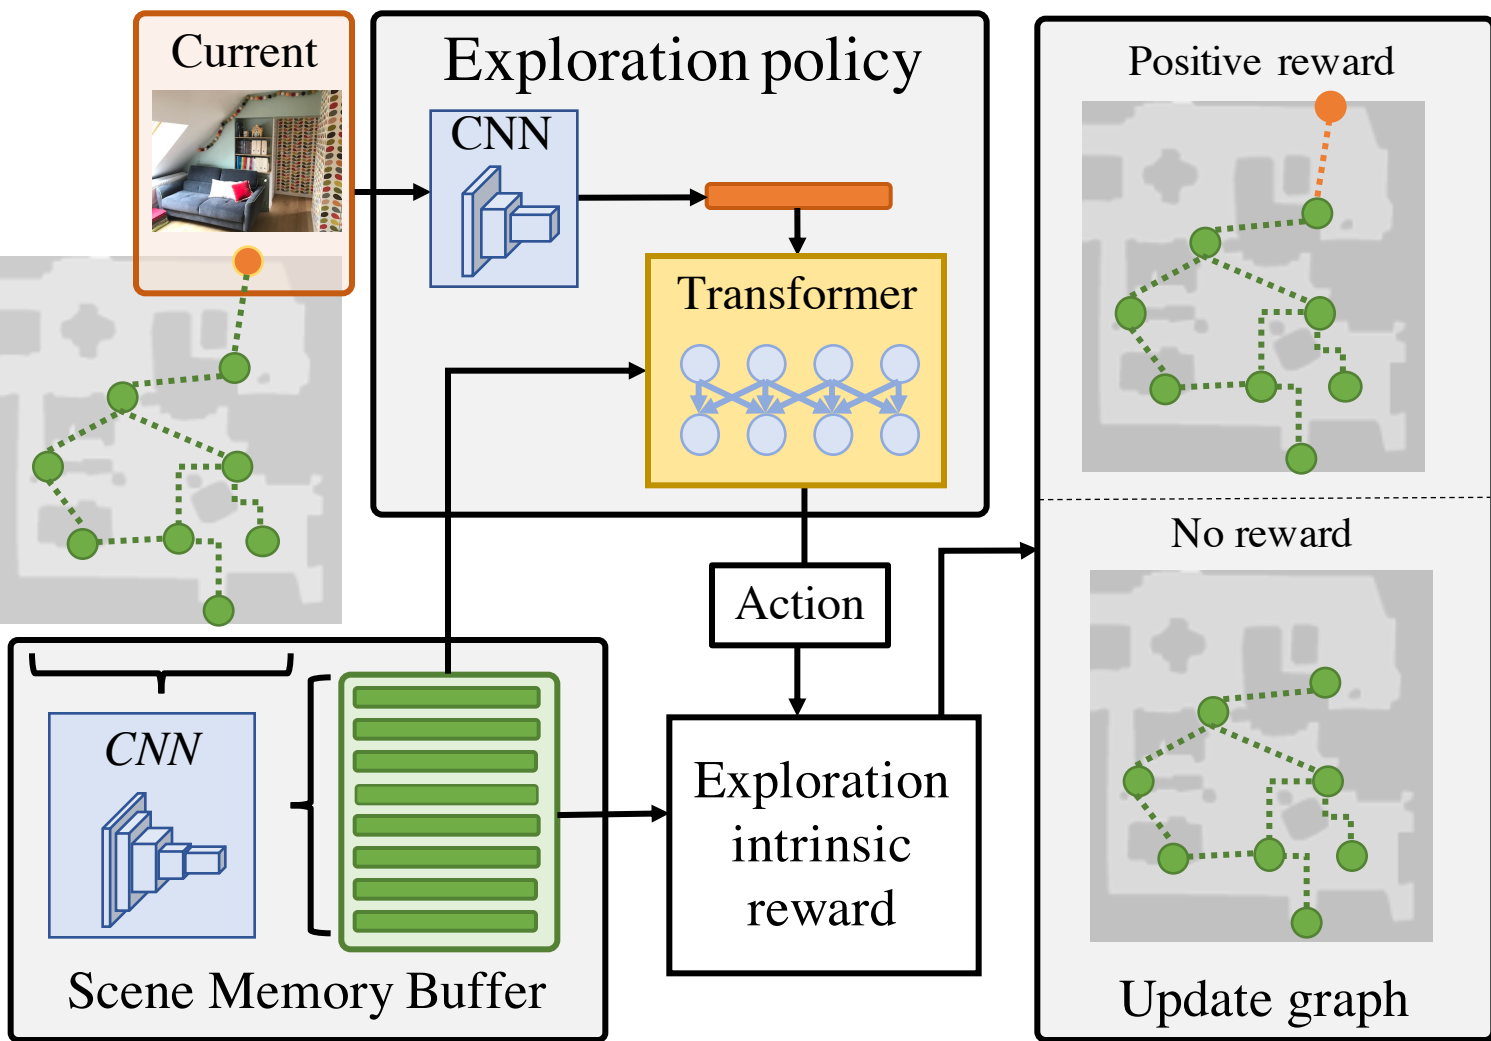 Current
Exploration policy
CNN
Transformer
Action
CNN
Scene Memory Buffer
Exploration
intrinsic
reward
Positive reward
No reward
Update graph